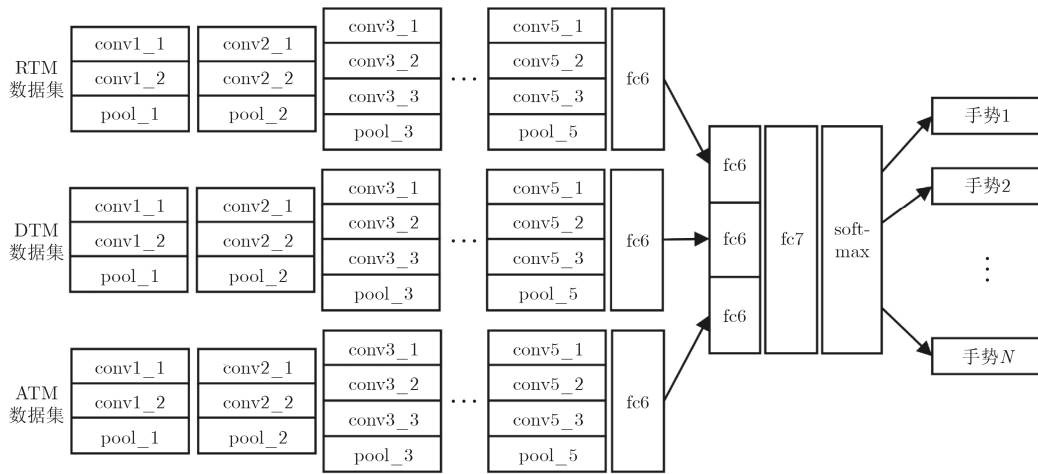 RTM
数据集
conv1_1
conv1_2
pool_1
conv2_1
conv2_2
pool_2
conv3_1
conv3_2
conv3_3
pool_3
···
conv5_1
conv5_2
conv5_3
pool_5
fc6
DTM
数据集
conv1_1
conv1_2
pool_1
conv2_1
conv2_2
pool_2
conv3_1
conv3_2
conv3_3
pool_3
···
conv5_1
conv5_2
conv5_3
pool_5
fc6
ATM
数据集
conv1_1
conv1_2
pool_1
conv2_1
conv2_2
pool_2
conv3_1
conv3_2
conv3_3
pool_3
···
conv5_1
conv5_2
conv5_3
pool_5
fc6
fc6
fc6
fc6
fc7
soft-
max
手势1
手势2
⋮
手势N